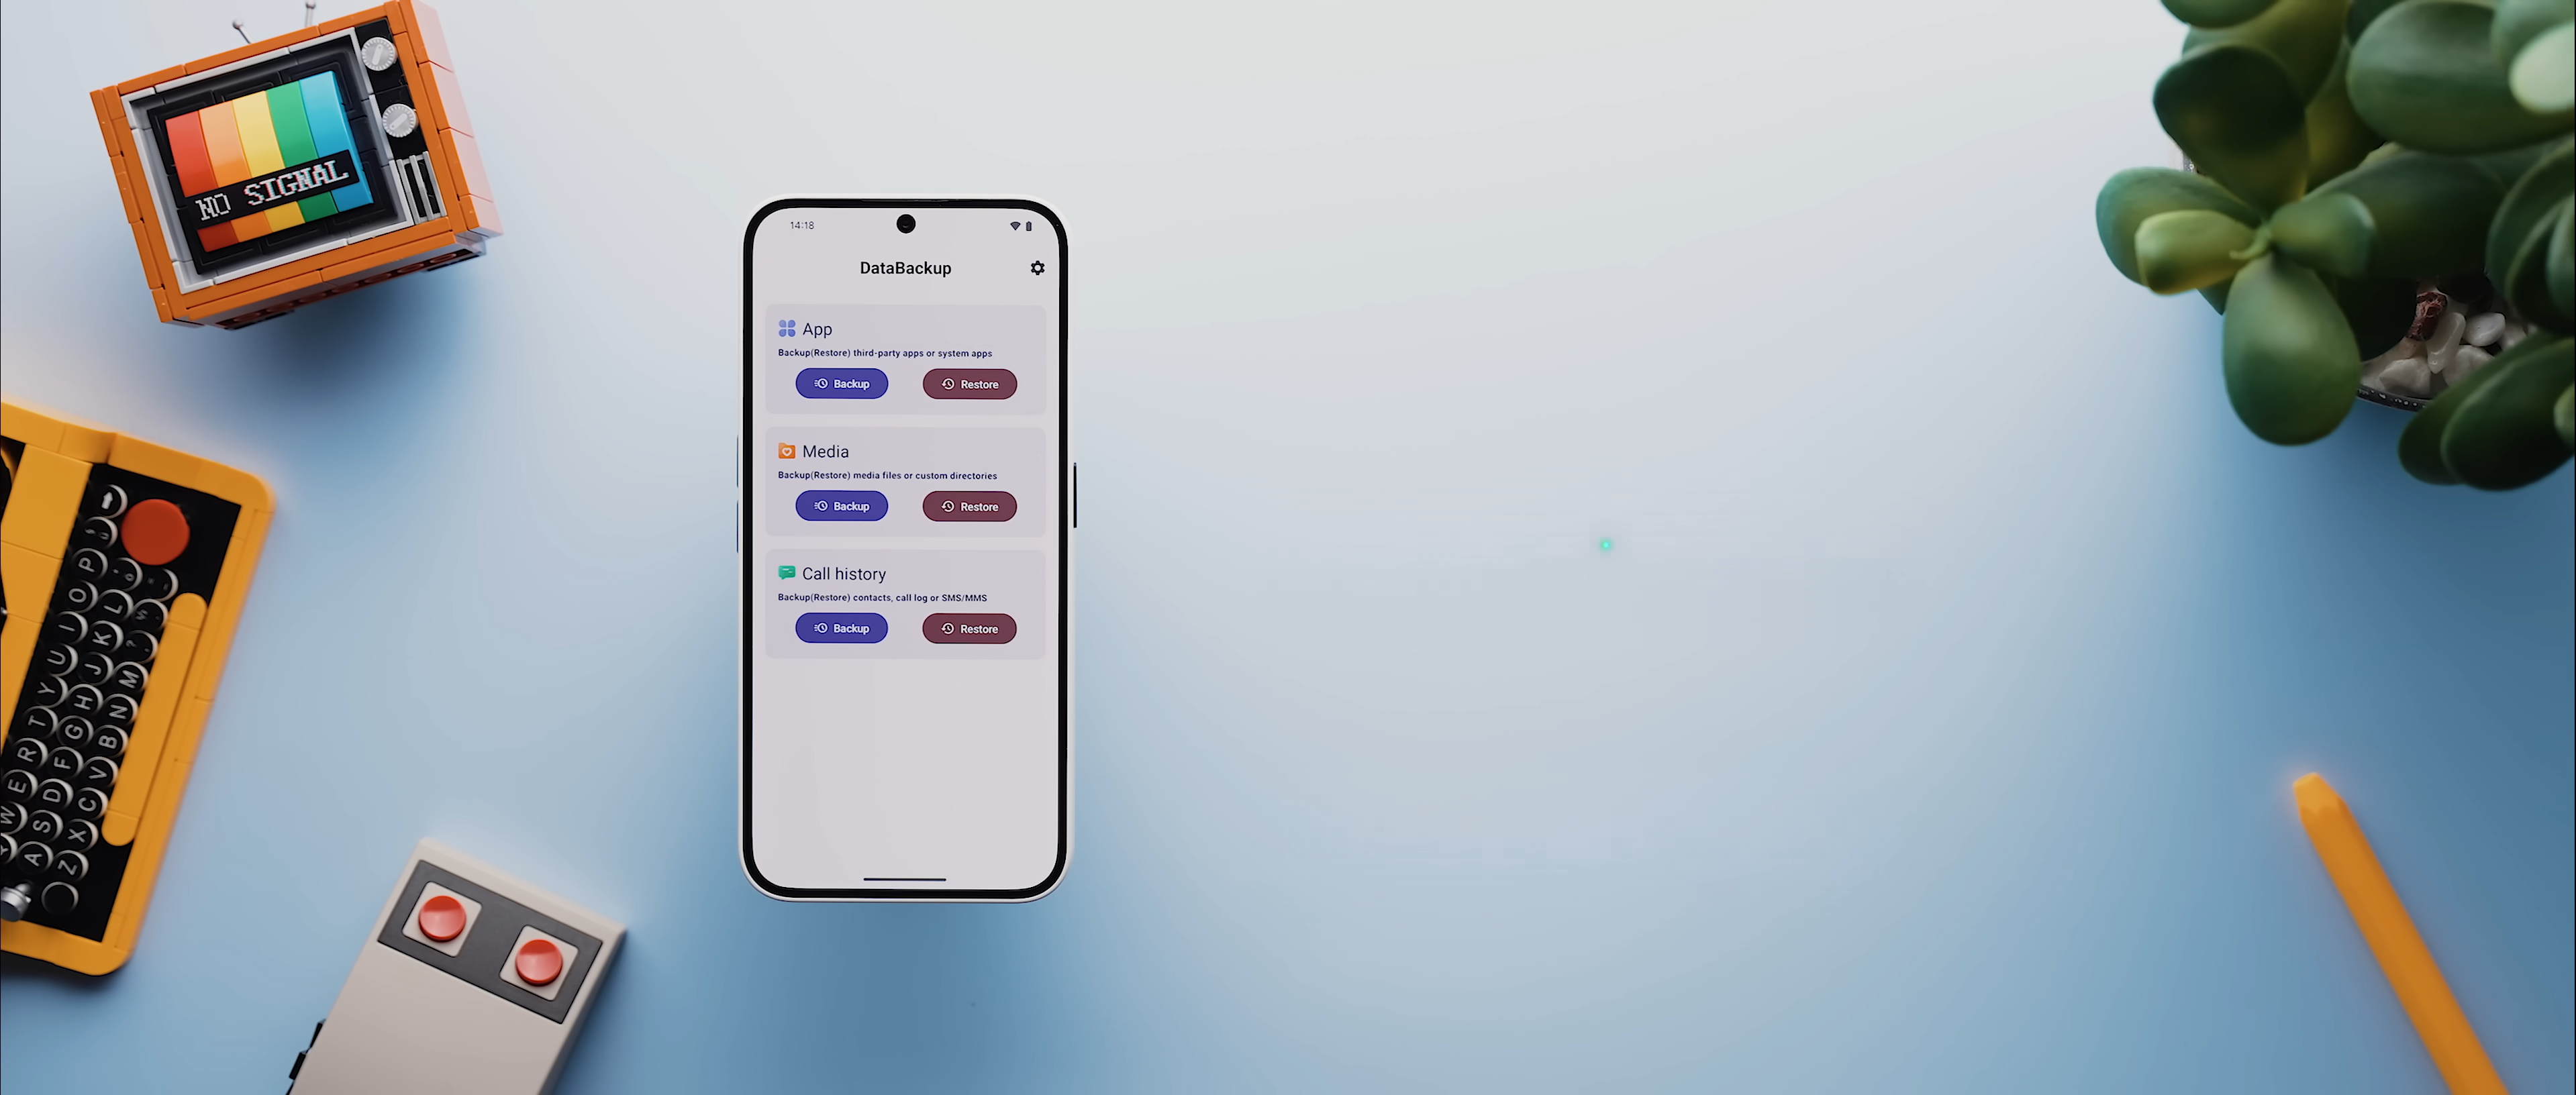 NO SIGNAL
14:18
DataBackup
App
Backup(Restore) third-party apps or system apps
Backup
Restore
Media
Backup(Restore) media files or custom directories
Backup
Restore
Call history
Backup(Restore) contacts, call log or SMS/MMS
Backup
Restore
P
O L
I K ?
U J M
Y H N
T G B
R F V
E D C
W S X
A Z